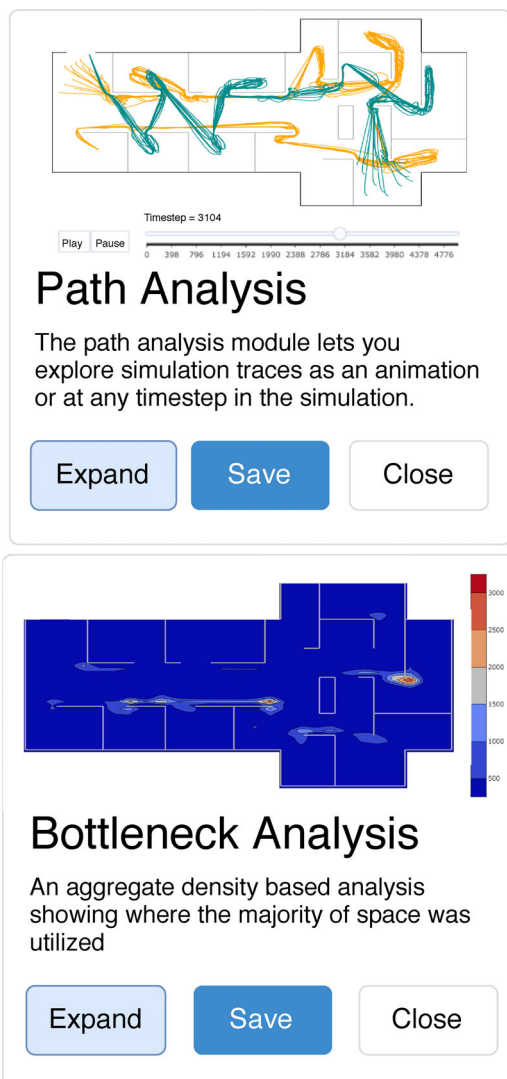 Timestep = 3104
Play Pause
0 398 796 1194 1592 1990 2388 2786 3184 3582 3980 4378 4776
Path Analysis
The path analysis module lets you
explore simulation traces as an animation
or at any timestep in the simulation.
Expand Save Close
3000
2500
2000
1500
1000
500
Bottleneck Analysis
An aggregate density based analysis
showing where the majority of space was
utilized
Expand Save Close